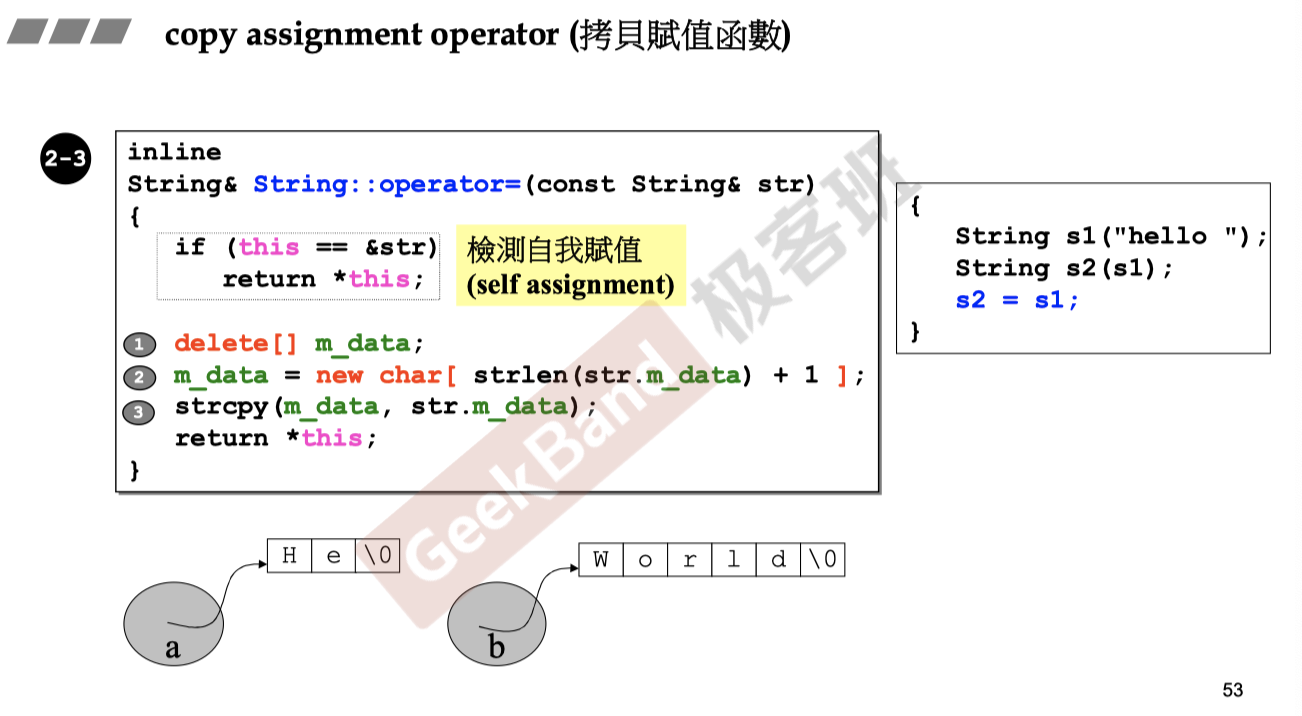 copy assignment operator (拷貝賦值函數)
2-3
inline
String& String::operator=(const String& str)
{
if (this == &str)
return *this;
檢測自我賦值
(self assignment)
1 delete[] m_data;
2 m_data = new char[ strlen(str.m_data) + 1 ];
3 strcpy(m_data, str.m_data);
return *this;
}
{
String s1("hello ");
String s2(s1);
s2 = s1;
}
GeekBand 极客班
H e \0
W o r l d \0
a
b
53